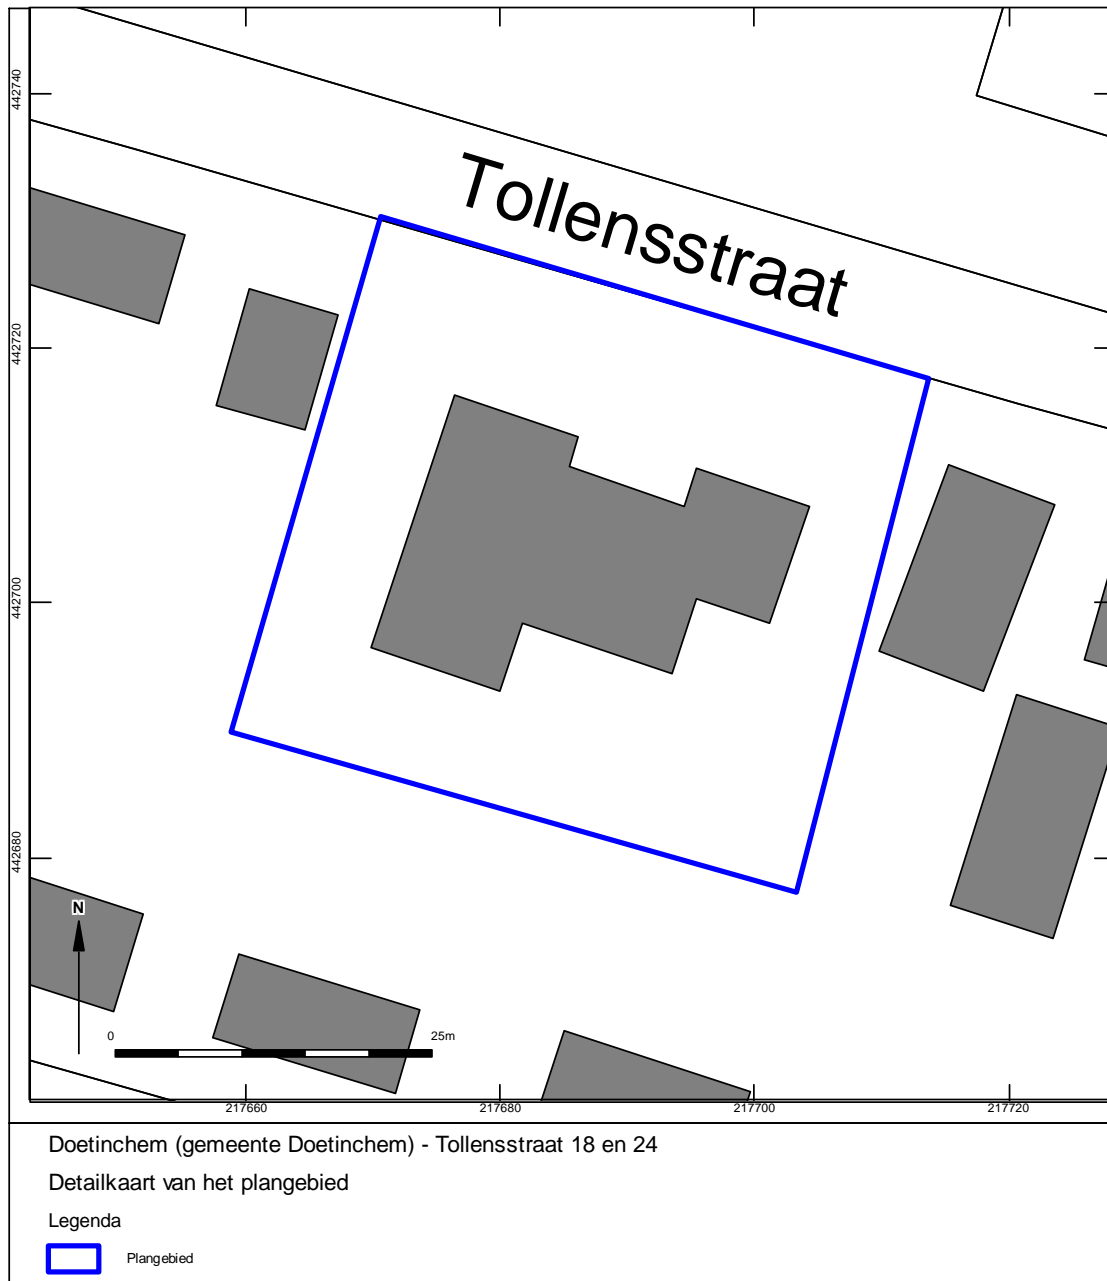 442740
Tollensstraat
442720
442700
442680
N
0
25m
217660
217680
217700
217720
Doetinchem (gemeente Doetinchem) - Tollensstraat 18 en 24
Detailkaart van het plangebied
Legenda
Plangebied